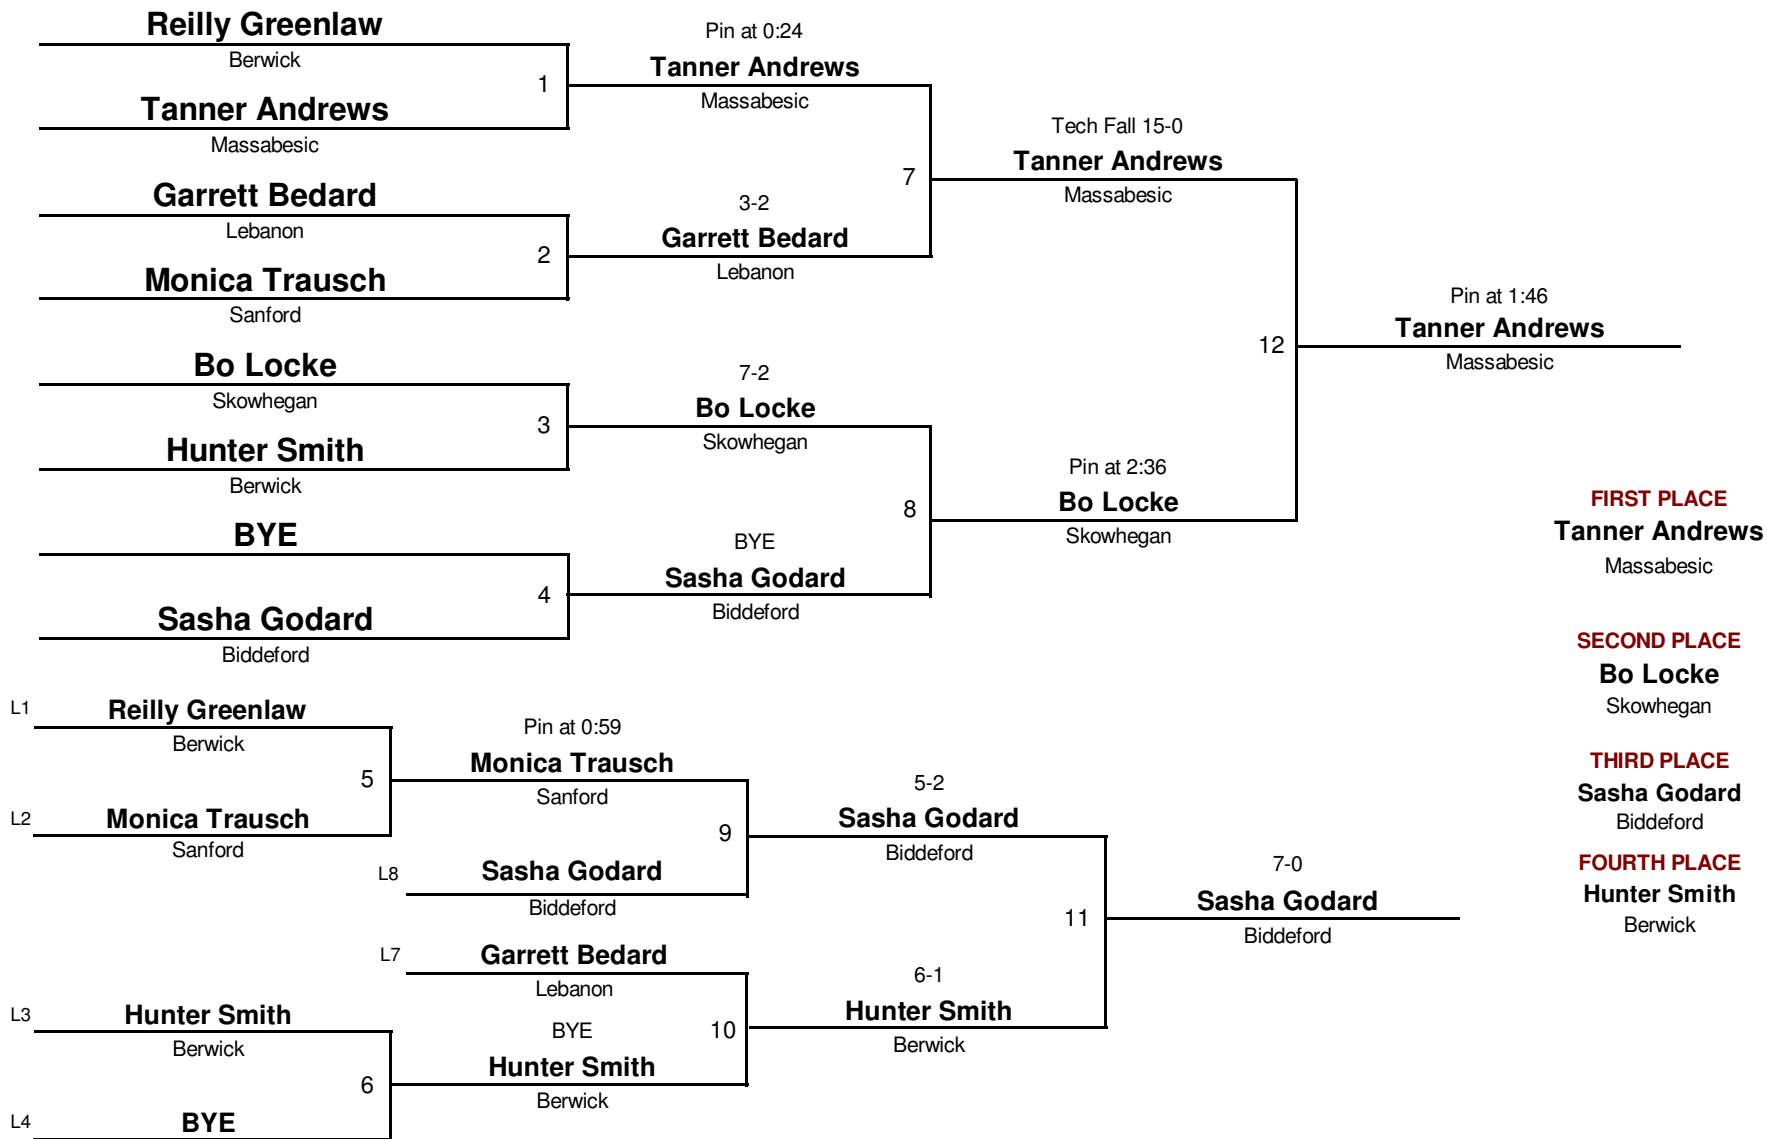 Reilly Greenlaw
Berwick
1
Tanner Andrews
Massabesic
Garrett Bedard
Lebanon
2
Monica Trausch
Sanford
Bo Locke
Skowhegan
3
Hunter Smith
Berwick
BYE
4
Sasha Godard
Biddeford
Pin at 0:24
Tanner Andrews
Massabesic
7
3-2
Garrett Bedard
Lebanon
7-2
Bo Locke
Skowhegan
8
BYE
Sasha Godard
Biddeford
Tech Fall 15-0
Tanner Andrews
Massabesic
12
Pin at 2:36
Bo Locke
Skowhegan
Pin at 1:46
Tanner Andrews
Massabesic
FIRST PLACE
Tanner Andrews
Massabesic
SECOND PLACE
Bo Locke
Skowhegan
THIRD PLACE
Sasha Godard
Biddeford
FOURTH PLACE
Hunter Smith
Berwick
L1 Reilly Greenlaw
Berwick
5
L2 Monica Trausch
Sanford
Pin at 0:59
Monica Trausch
Sanford
9
L8 Sasha Godard
Biddeford
L7 Garrett Bedard
Lebanon
10
BYE
Hunter Smith
Berwick
L3 Hunter Smith
Berwick
6
L4 BYE
5-2
Sasha Godard
Biddeford
11
6-1
Hunter Smith
Berwick
7-0
Sasha Godard
Biddeford